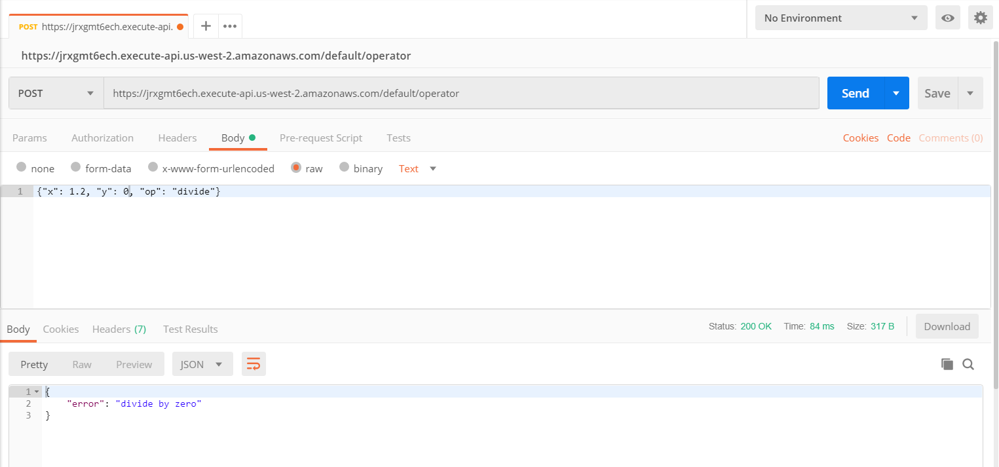 POST https://jrxgmt6ech.execute-api. + ••• No Environment
https://jrxgmt6ech.execute-api.us-west-2.amazonaws.com/default/operator
POST https://jrxgmt6ech.execute-api.us-west-2.amazonaws.com/default/operator Send Save
Params Authorization Headers Body Pre-request Script Tests Cookies Code Comments (0)
none form-data x-www-form-urlencoded raw binary Text
1 {"x": 1.2, "y": 0, "op": "divide"}
Body Cookies Headers (7) Test Results Status: 200 OK Time: 84 ms Size: 317 B Download
Pretty Raw Preview JSON
1 {
2 "error": "divide by zero"
3 }